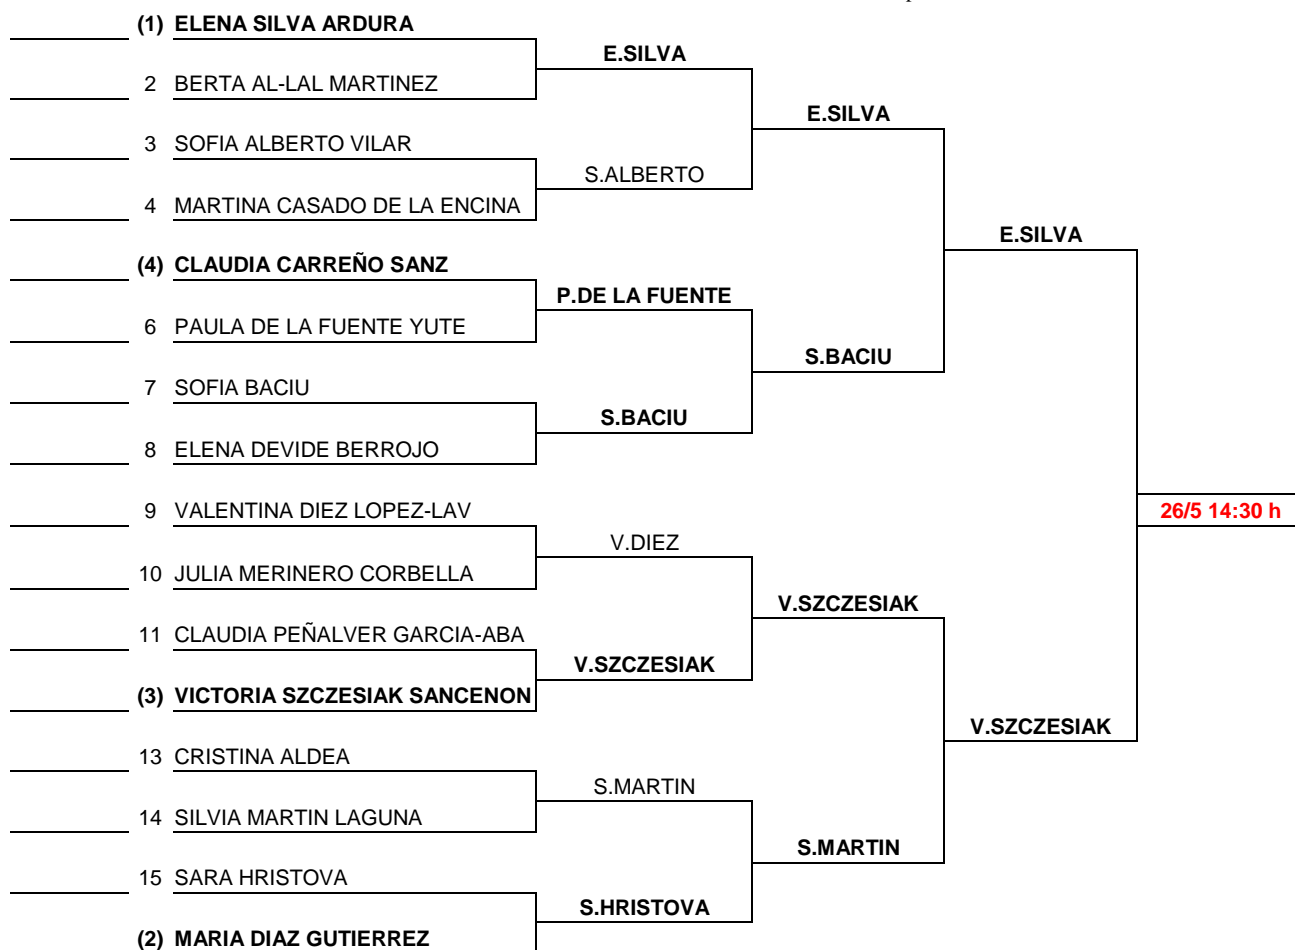 (1) ELENA SILVA ARDURA
E.SILVA
2 BERTA AL-LAL MARTINEZ
E.SILVA
3 SOFIA ALBERTO VILAR
S.ALBERTO
4 MARTINA CASADO DE LA ENCINA
E.SILVA
(4) CLAUDIA CARREÑO SANZ
P.DE LA FUENTE
6 PAULA DE LA FUENTE YUTE
S.BACIU
7 SOFIA BACIU
S.BACIU
8 ELENA DEVIDE BERROJO
9 VALENTINA DIEZ LOPEZ-LAV
26/5 14:30 h
V.DIEZ
10 JULIA MERINERO CORBELLA
V.SZCZESIAK
11 CLAUDIA PEÑALVER GARCIA-ABA
V.SZCZESIAK
(3) VICTORIA SZCZESIAK SANCENON
V.SZCZESIAK
13 CRISTINA ALDEA
S.MARTIN
14 SILVIA MARTIN LAGUNA
S.MARTIN
15 SARA HRISTOVA
S.HRISTOVA
(2) MARIA DIAZ GUTIERREZ